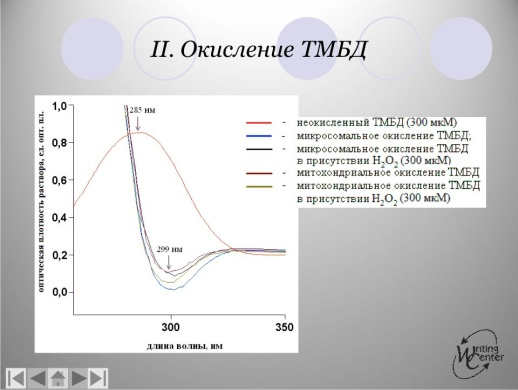 II. Окисление ТМБД
оптическая плотность раствора, ед. опт. пл.
1,0
0,8
0,6
0,4
0,2
0,0
285 нм
299 нм
300
350
длина волны, нм
- неокисленный ТМБД (300 мкМ)
- микросомальное окисление ТМБД;
- микросомальное окисление ТМБД
в присутствии H₂O₂ (300 мкМ)
- митохондриальное окисление ТМБД
- митохондриальное окисление ТМБД
в присутствии H₂O₂ (300 мкМ)
Writing
Center